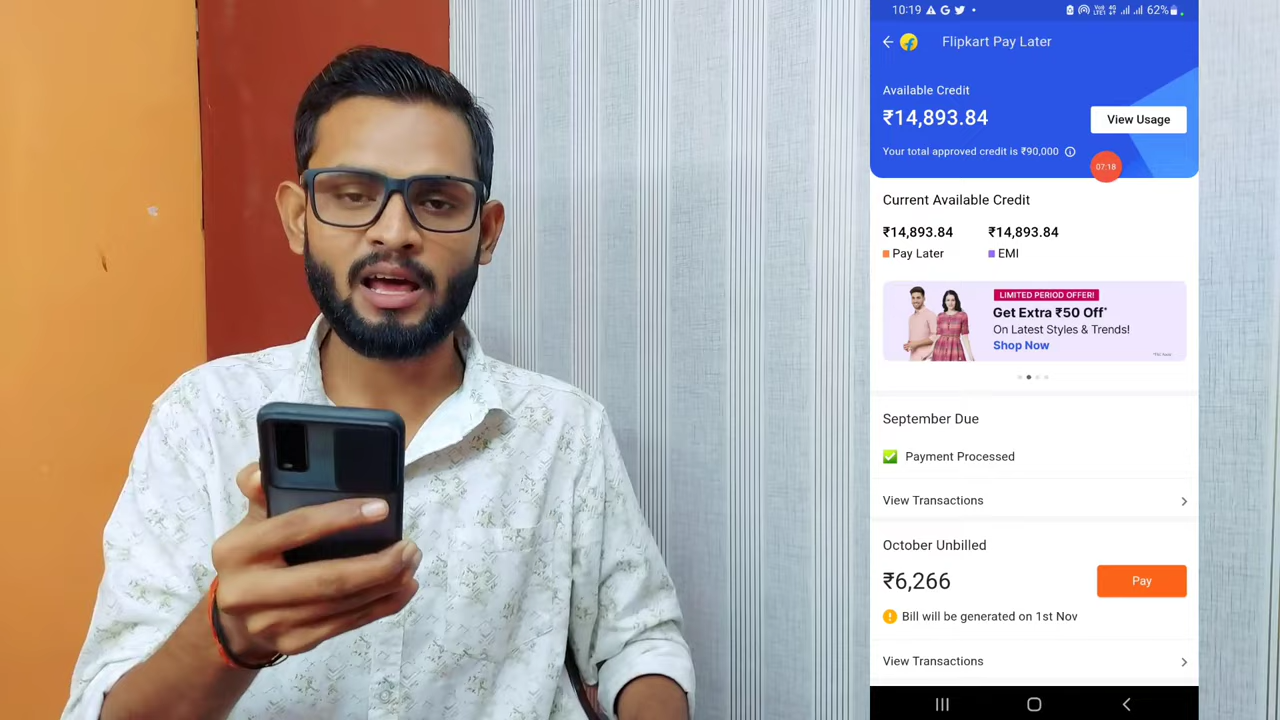 10:19
VoI) 4G
LTE1
62%
Flipkart Pay Later
Available Credit
₹14,893.84
View Usage
Your total approved credit is ₹90,000
07:18
Current Available Credit
₹14,893.84
₹14,893.84
Pay Later
EMI
LIMITED PERIOD OFFER!
Get Extra ₹50 Off*
On Latest Styles & Trends!
Shop Now
September Due
Payment Processed
View Transactions
October Unbilled
₹6,266
Pay
Bill will be generated on 1st Nov
View Transactions